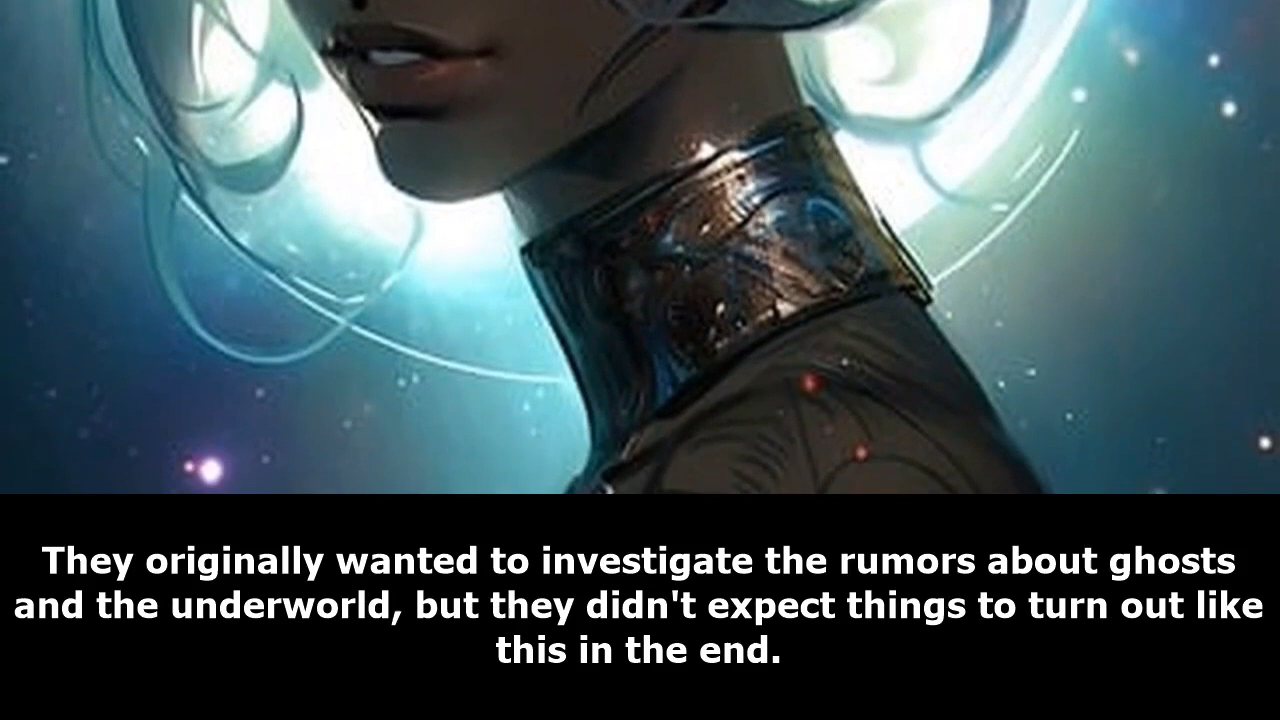 They originally wanted to investigate the rumors about ghosts
and the underworld, but they didn't expect things to turn out like
this in the end.